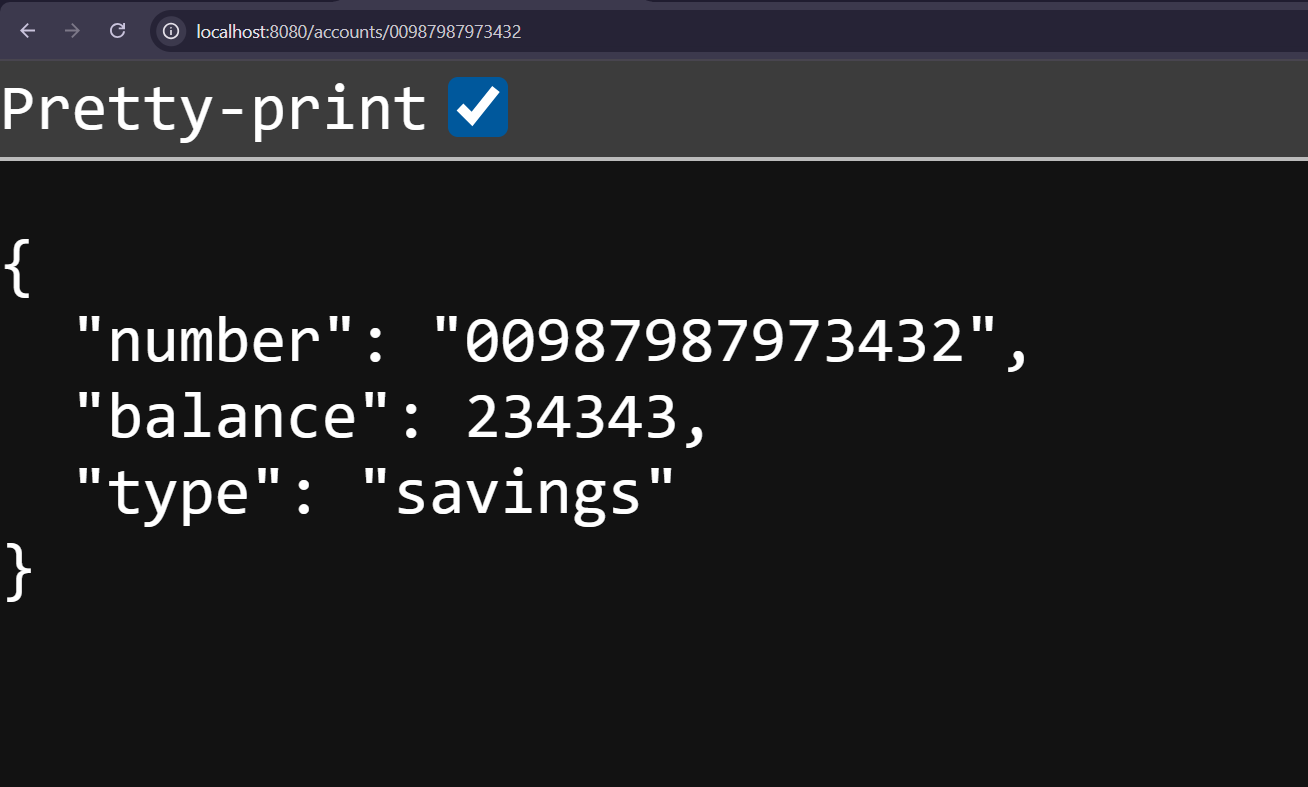 localhost:8080/accounts/00987987973432
Pretty-print
{
"number": "00987987973432",
"balance": 234343,
"type": "savings"
}